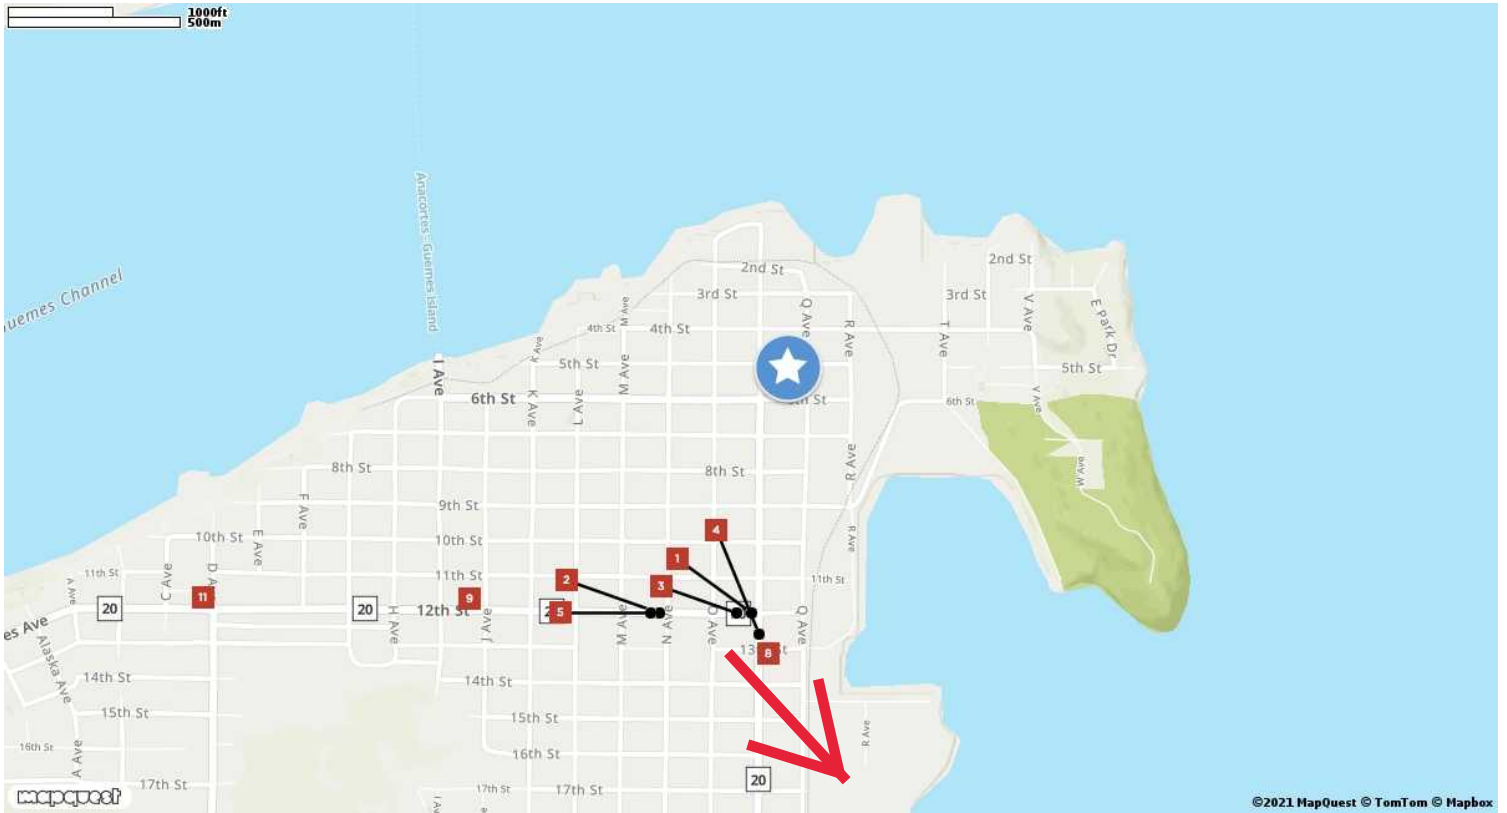 1000ft
500m
Anacortes - Guemes Island
uemes Channel
2nd St
2nd St
3rd St
3rd St
M Ave
4th St
4th St
Q Ave
R Ave
T Ave
V Ave
E Park Dr
K Ave
5th St
M Ave
5th St
I Ave
6th St
K Ave
L Ave
6th St
V Ave
8th St
8th St
R Ave
W Ave
F Ave
9th St
4
10th St
E Ave
10th St
R Ave
1
11th St
A Ave
C Ave
D A
11th St
2
3
11th St
11
9
20
20
12th St
2
5
H Ave
J Ave
M Ave
N Ave
O Ave
Q Ave
es Ave
Alaska Ave
13
8
st
14th St
14th St
15th St
15th St
R Ave
16th St
A Ave
16th St
17th St
17th St
17th St
20
I Av
mapquest
©2021 MapQuest © TomTom © Mapbox